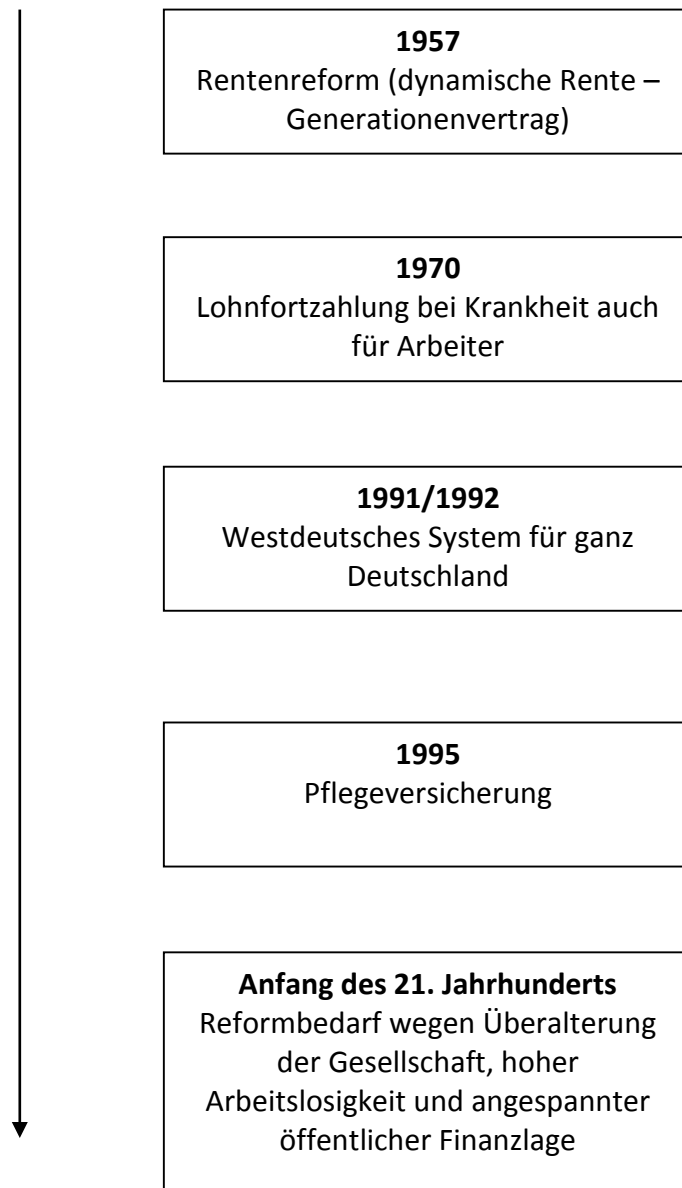 1957
Rentenreform (dynamische Rente –
Generationenvertrag)
1970
Lohnfortzahlung bei Krankheit auch
für Arbeiter
1991/1992
Westdeutsches System für ganz
Deutschland
1995
Pflegeversicherung
Anfang des 21. Jahrhunderts
Reformbedarf wegen Überalterung
der Gesellschaft, hoher
Arbeitslosigkeit und angespannter
öffentlicher Finanzlage